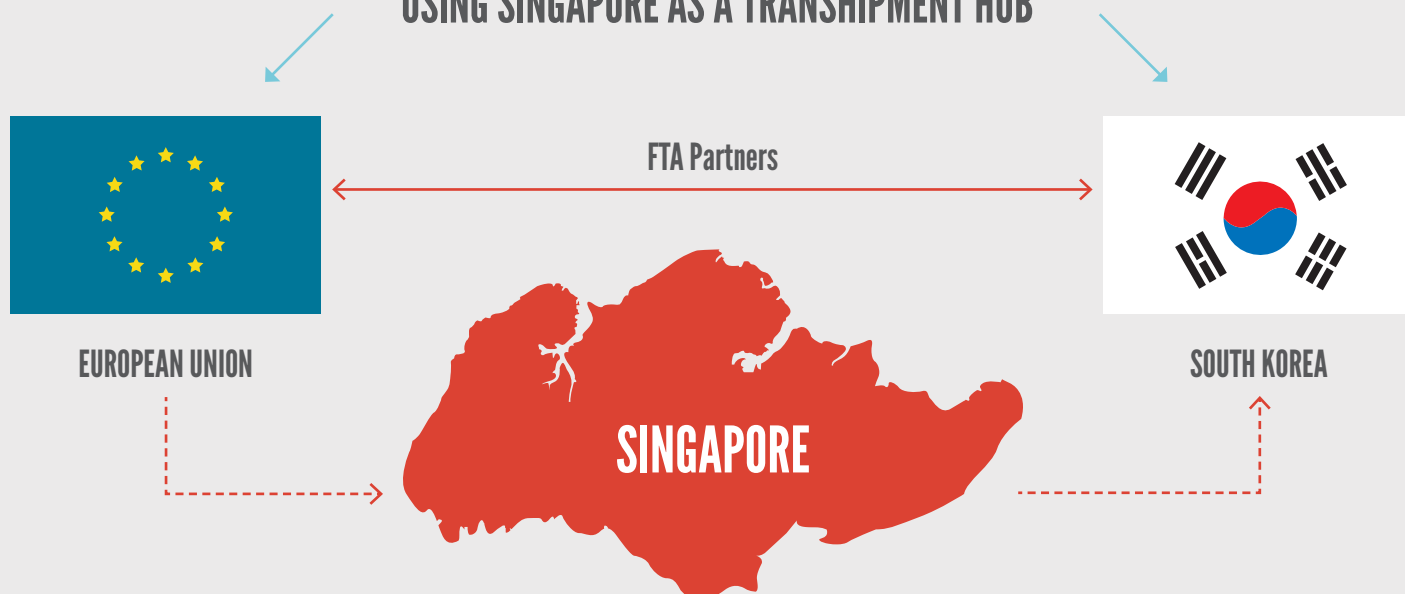 USING SINGAPORE AS A TRANSHIPMENT HUB
FTA Partners
EUROPEAN UNION
SOUTH KOREA
SINGAPORE